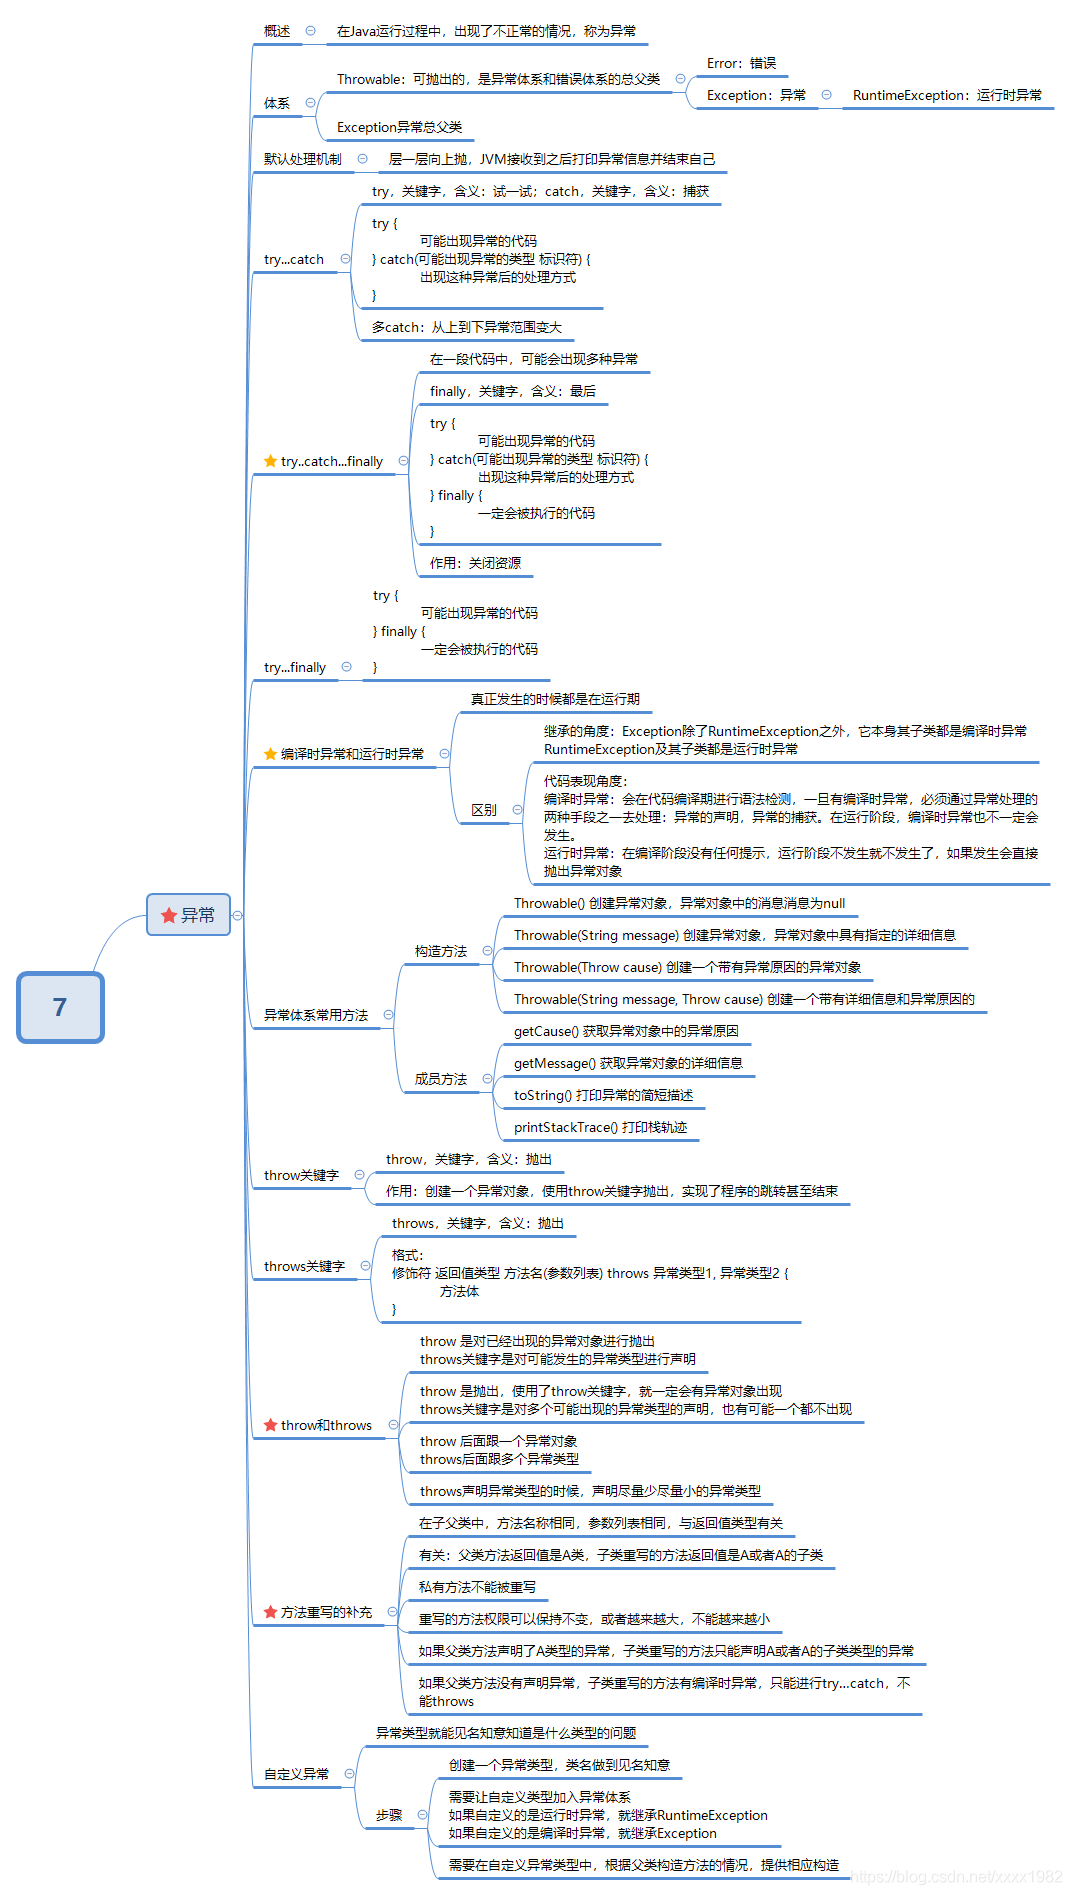 7
异常
概述
在Java运行过程中，出现了不正常的情况，称为异常
体系
Throwable：可抛出的，是异常体系和错误体系的总父类
Error：错误
Exception：异常
RuntimeException：运行时异常
Exception异常总父类
默认处理机制
层一层向上抛，JVM接收到之后打印异常信息并结束自己
try...catch
try，关键字，含义：试一试；catch，关键字，含义：捕获
try {
可能出现异常的代码
} catch(可能出现异常的类型 标识符) {
出现这种异常后的处理方式
}
多catch：从上到下异常范围变大
try..catch...finally
在一段代码中，可能会出现多种异常
finally，关键字，含义：最后
try {
可能出现异常的代码
} catch(可能出现异常的类型 标识符) {
出现这种异常后的处理方式
} finally {
一定会被执行的代码
}
作用：关闭资源
try...finally
try {
可能出现异常的代码
} finally {
一定会被执行的代码
}
编译时异常和运行时异常
真正发生的时候都是在运行期
区别
继承的角度：Exception除了RuntimeException之外，它本身其子类都是编译时异常
RuntimeException及其子类都是运行时异常
代码表现角度：
编译时异常：会在代码编译期进行语法检测，一旦有编译时异常，必须通过异常处理的
两种手段之一去处理：异常的声明，异常的捕获。在运行阶段，编译时异常也不一定会
发生。
运行时异常：在编译阶段没有任何提示，运行阶段不发生就不发生了，如果发生会直接
抛出异常对象
异常体系常用方法
构造方法
Throwable() 创建异常对象，异常对象中的消息消息为null
Throwable(String message) 创建异常对象，异常对象中具有指定的详细信息
Throwable(Throw cause) 创建一个带有异常原因的异常对象
Throwable(String message, Throw cause) 创建一个带有详细信息和异常原因的
成员方法
getCause() 获取异常对象中的异常原因
getMessage() 获取异常对象的详细信息
toString() 打印异常的简短描述
printStackTrace() 打印栈轨迹
throw关键字
throw，关键字，含义：抛出
作用：创建一个异常对象，使用throw关键字抛出，实现了程序的跳转甚至结束
throws关键字
throws，关键字，含义：抛出
格式：
修饰符 返回值类型 方法名(参数列表) throws 异常类型1, 异常类型2 {
方法体
}
throw和throws
throw 是对已经出现的异常对象进行抛出
throws关键字是对可能发生的异常类型进行声明
throw 是抛出，使用了throw关键字，就一定会有异常对象出现
throws关键字是对多个可能出现的异常类型的声明，也有可能一个都不出现
throw 后面跟一个异常对象
throws后面跟多个异常类型
throws声明异常类型的时候，声明尽量少尽量小的异常类型
方法重写的补充
在子父类中，方法名称相同，参数列表相同，与返回值类型有关
有关：父类方法返回值是A类，子类重写的方法返回值是A或者A的子类
私有方法不能被重写
重写的方法权限可以保持不变，或者越来越大，不能越来越小
如果父类方法声明了A类型的异常，子类重写的方法只能声明A或者A的子类类型的异常
如果父类方法没有声明异常，子类重写的方法有编译时异常，只能进行try...catch，不
能throws
自定义异常
异常类型就能见名知意知道是什么类型的问题
步骤
创建一个异常类型，类名做到见名知意
需要让自定义类型加入异常体系
如果自定义的是运行时异常，就继承RuntimeException
如果自定义的是编译时异常，就继承Exception
需要在自定义异常类型中，根据父类构造方法的情况，提供相应构造
https://blog.csdn.net/xxxx1982